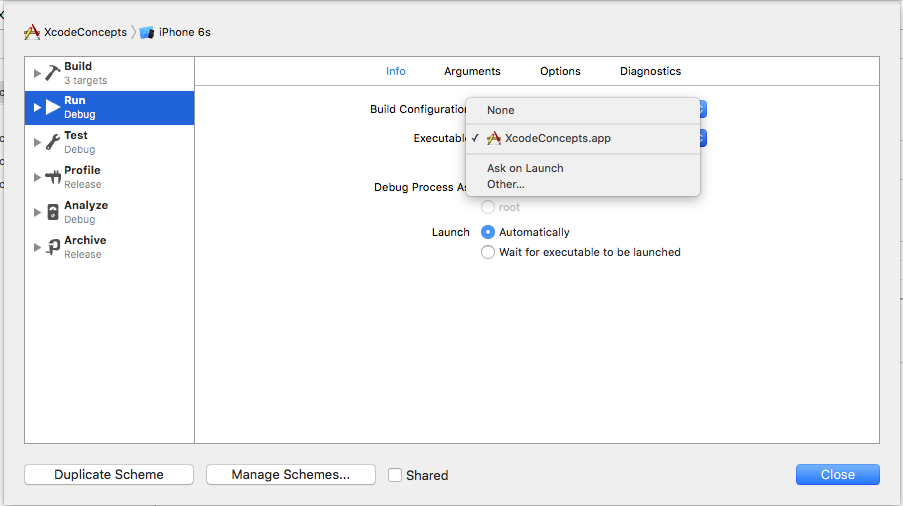 XcodeConcepts iPhone 6s
Build
3 targets
Run
Debug
Test
Debug
Profile
Release
Analyze
Debug
Archive
Release
Info Arguments Options Diagnostics
Build Configuration
None
Executable
✓ XcodeConcepts.app
Ask on Launch
Other...
Debug Process As
root
Launch Automatically
Wait for executable to be launched
Duplicate Scheme Manage Schemes... Shared Close